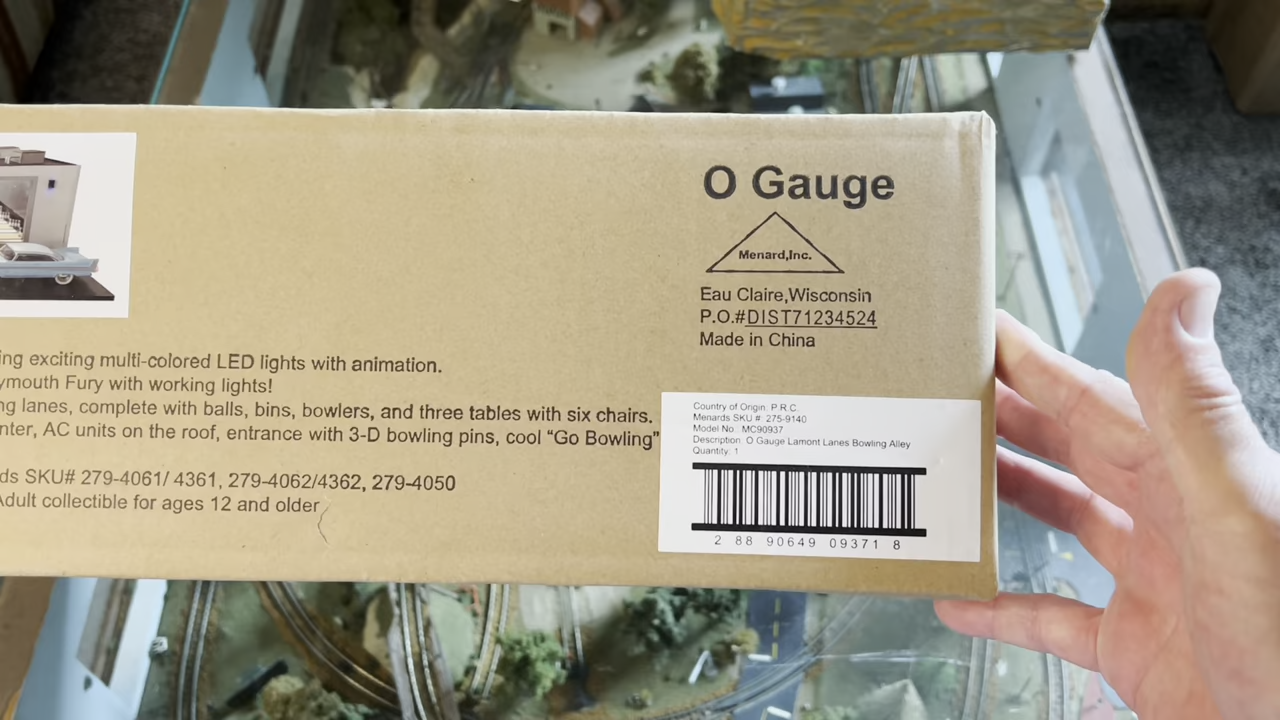 O Gauge
Menard,Inc.
Eau Claire,Wisconsin
P.O.#DIST71234524
Made in China
ing exciting multi-colored LED lights with animation.
ymouth Fury with working lights!
ng lanes, complete with balls, bins, bowlers, and three tables with six chairs.
nter, AC units on the roof, entrance with 3-D bowling pins, cool “Go Bowling”
ds SKU# 279-4061/ 4361, 279-4062/4362, 279-4050
Adult collectible for ages 12 and older
Country of Origin: P.R.C.
Menards SKU #: 275-9140
Model No.: MC90937
Description: O Gauge Lamont Lanes Bowling Alley
Quantity: 1
2 88 90649 09371 8